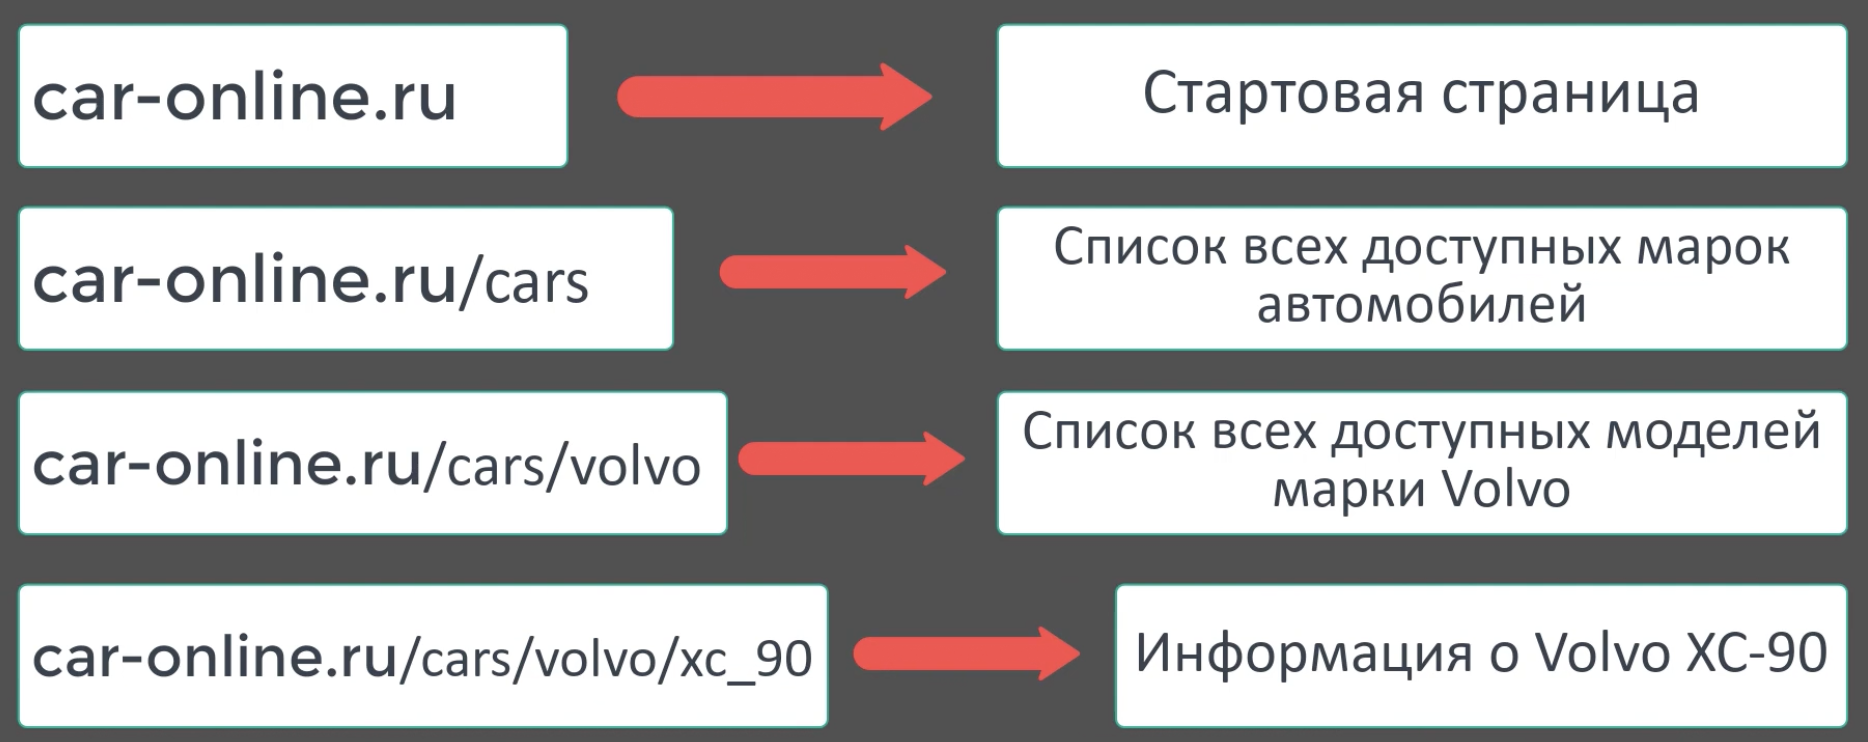 car-online.ru
Стартовая страница
car-online.ru/cars
Список всех доступных марок
автомобилей
car-online.ru/cars/volvo
Список всех доступных моделей
марки Volvo
car-online.ru/cars/volvo/xc_90
Информация о Volvo XC-90